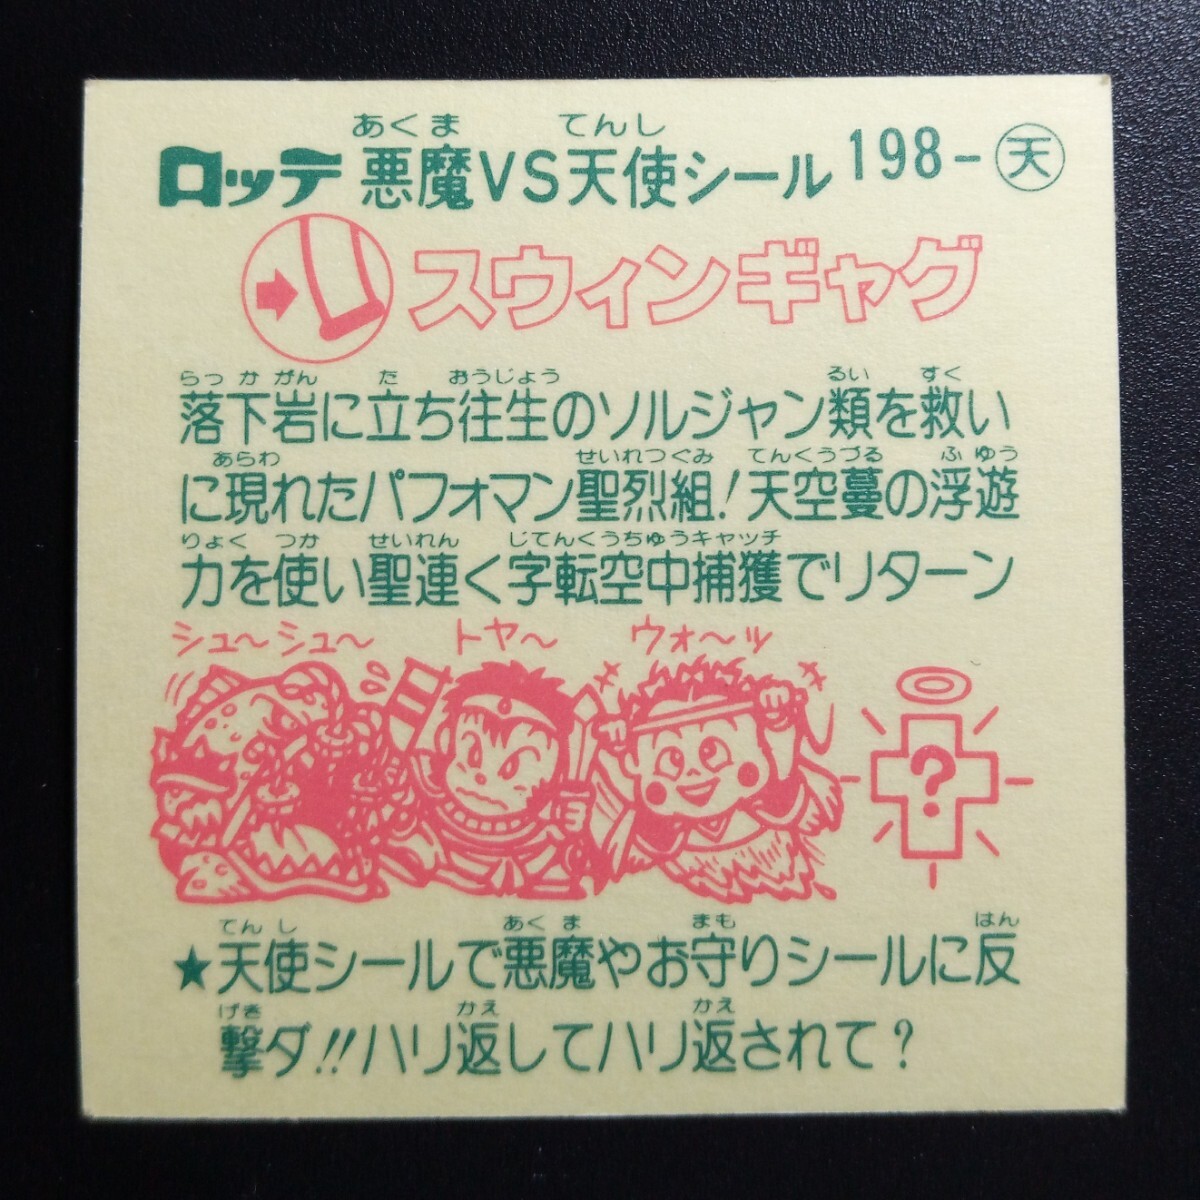 ロッテ 悪魔VS天使シール 198-天
あくま てんし
スウィンギャグ
らっかがん た おうじょう るい すく
落下岩に立ち往生のソルジャン類を救い
あらわ せいれつぐみ てんくうづる ふゆう
に現れたパフォマン聖烈組!天空蔓の浮遊
りょく つか せいれん じてんくうちゅうキャッチ
力を使い聖連く字転空中捕獲でリターン
シュ〜シュ〜 トヤ〜 ウォ〜ッ
?
てんし あくま まも はん
★天使シールで悪魔やお守りシールに反
げき かえ かえ
撃ダ!!ハリ返してハリ返されて?